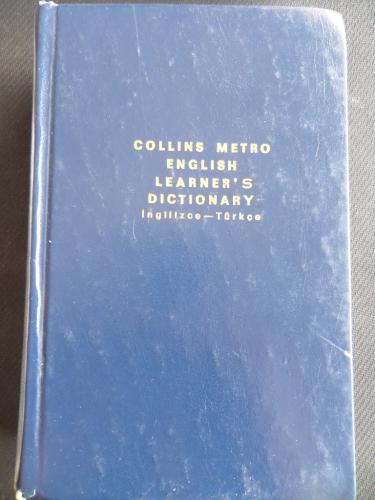 COLLINS METRO
ENGLISH
LEARNER'S
DICTIONARY
İngilizce—Türkçe